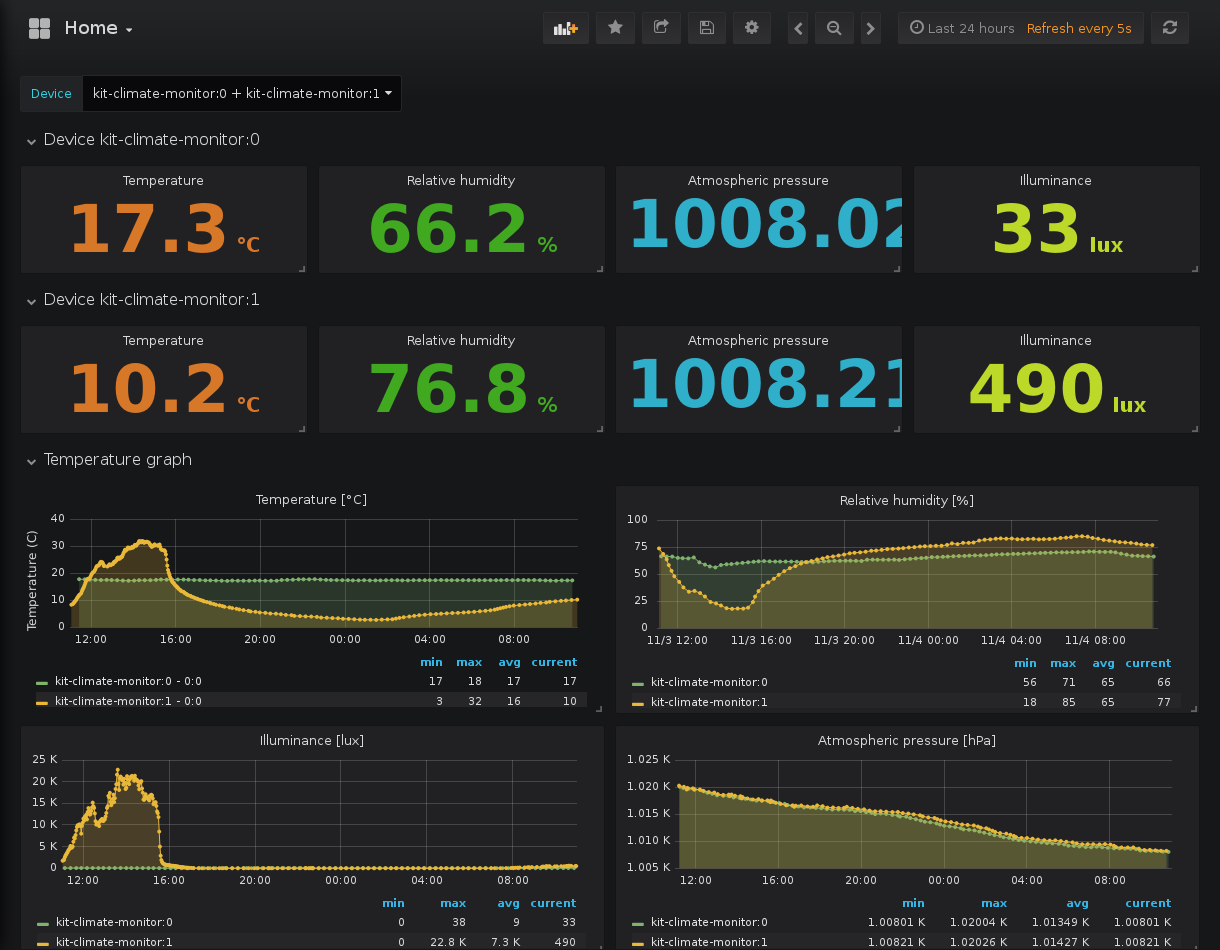 Home
Last 24 hours Refresh every 5s
Device kit-climate-monitor:0 + kit-climate-monitor:1
Device kit-climate-monitor:0
Temperature Relative humidity Atmospheric pressure Illuminance
17.3 °C 66.2 % 1008.02 33 lux
Device kit-climate-monitor:1
Temperature Relative humidity Atmospheric pressure Illuminance
10.2 °C 76.8 % 1008.21 490 lux
Temperature graph
Temperature [°C]
Temperature (C)
40
30
20
10
0
12:00 16:00 20:00 00:00 04:00 08:00
min max avg current
kit-climate-monitor:0 - 0:0 17 18 17 17
kit-climate-monitor:1 - 0:0 3 32 16 10
Relative humidity [%]
100
75
50
25
0
11/3 12:00 11/3 16:00 11/3 20:00 11/4 00:00 11/4 04:00 11/4 08:00
min max avg current
kit-climate-monitor:0 56 71 65 66
kit-climate-monitor:1 18 85 65 77
Illuminance [lux]
25 K
20 K
15 K
10 K
5 K
0
12:00 16:00 20:00 00:00 04:00 08:00
min max avg current
kit-climate-monitor:0 0 38 9 33
kit-climate-monitor:1 0 22.8 K 7.3 K 490
Atmospheric pressure [hPa]
1.025 K
1.020 K
1.015 K
1.010 K
1.005 K
12:00 16:00 20:00 00:00 04:00 08:00
min max avg current
kit-climate-monitor:0 1.00801 K 1.02004 K 1.01349 K 1.00801 K
kit-climate-monitor:1 1.00821 K 1.02026 K 1.01427 K 1.00821 K